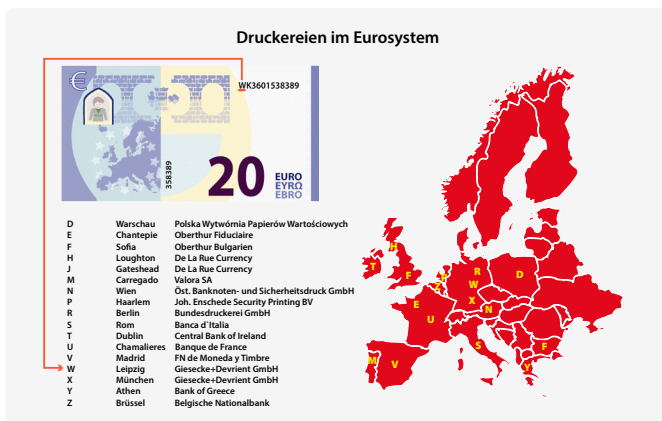 Druckereien im Eurosystem
€
WK3601538389
358389
20
EURO
ΕΥΡΩ
ЕВРО
D Warschau Polska Wytwórnia Papierów Wartościowych
E Chantepie Oberthur Fiduciaire
F Sofia Oberthur Bulgarien
H Loughton De La Rue Currency
J Gateshead De La Rue Currency
M Carregado Valora SA
N Wien Öst. Banknoten- und Sicherheitsdruck GmbH
P Haarlem Joh. Enschede Security Printing BV
R Berlin Bundesdruckerei GmbH
S Rom Banca d`Italia
T Dublin Central Bank of Ireland
U Chamalieres Banque de France
V Madrid FN de Moneda y Timbre
W Leipzig Giesecke+Devrient GmbH
X München Giesecke+Devrient GmbH
Y Athen Bank of Greece
Z Brüssel Belgische Nationalbank
H
T
F
P
Z
R
D
W
X
E
N
U
S
F
M
V
Y